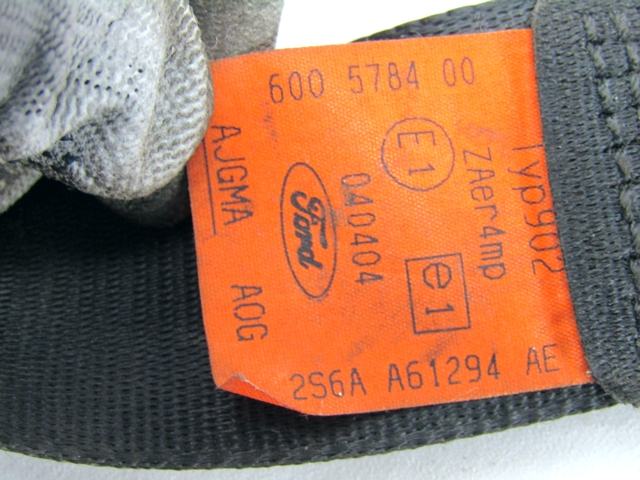 600 5784 00
E1
zAer4mp
Typ902
AJGMA AOG
Ford
040404
e1
2S6A A61294 AE